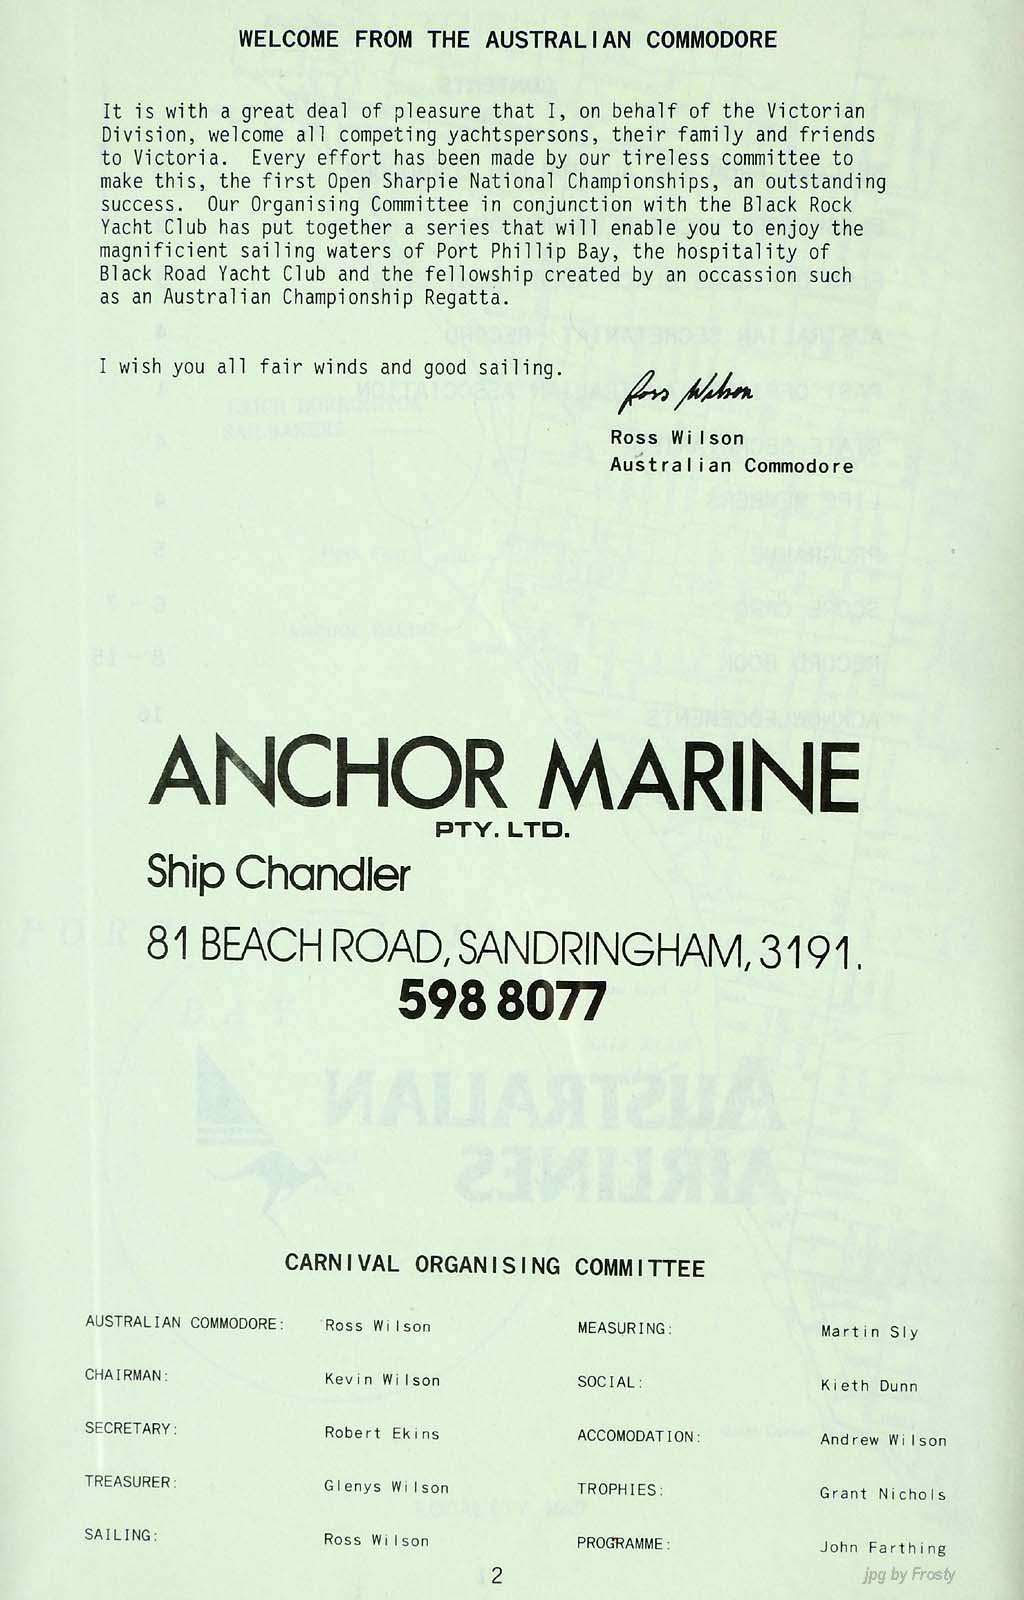 WELCOME FROM THE AUSTRALIAN COMMODORE
It is with a great deal of pleasure that I, on behalf of the Victorian
Division, welcome all competing yachtspersons, their family and friends
to Victoria. Every effort has been made by our tireless committee to
make this, the first Open Sharpie National Championships, an outstanding
success. Our Organising Committee in conjunction with the Black Rock
Yacht Club has put together a series that will enable you to enjoy the
magnificient sailing waters of Port Phillip Bay, the hospitality of
Black Road Yacht Club and the fellowship created by an occassion such
as an Australian Championship Regatta.
I wish you all fair winds and good sailing.
Ross Wilson
Ross Wilson
Australian Commodore
ANCHOR MARINE
PTY. LTD.
Ship Chandler
81 BEACH ROAD, SANDRINGHAM, 3191.
598 8077
CARNIVAL ORGANISING COMMITTEE
AUSTRALIAN COMMODORE: Ross Wilson
CHAIRMAN: Kevin Wilson
SECRETARY: Robert Ekins
TREASURER: Glenys Wilson
SAILING: Ross Wilson
MEASURING: Martin Sly
SOCIAL: Kieth Dunn
ACCOMODATION: Andrew Wilson
TROPHIES: Grant Nichols
PROGRAMME: John Farthing
2
jpg by Frosty